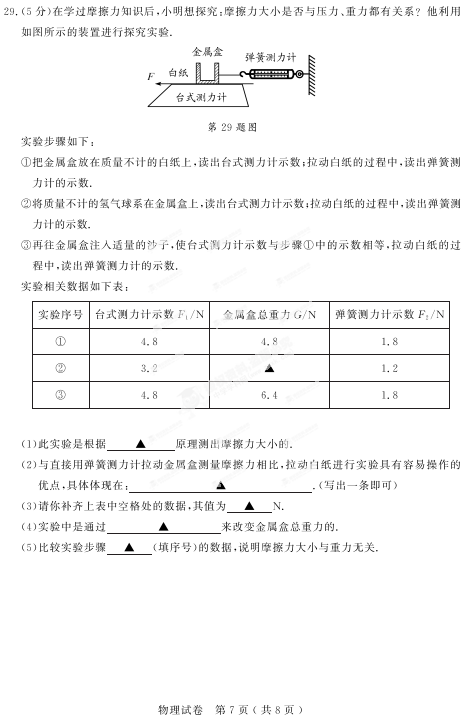 29.(5分)在学过摩擦力知识后,小明想探究:摩擦力大小是否与压力、重力都有关系?他利用
如图所示的装置进行探究实验.
金属盒
弹簧测力计
F
白纸
台式测力计
第29题图
实验步骤如下:
①把金属盒放在质量不计的白纸上,读出台式测力计示数;拉动白纸的过程中,读出弹簧测
力计的示数.
②将质量不计的氢气球系在金属盒上,读出台式测力计示数;拉动白纸的过程中,读出弹簧测
力计的示数.
③再往金属盒注入适量的沙子,使台式测力计示数与步骤①中的示数相等,拉动白纸的过
程中,读出弹簧测力计的示数.
实验相关数据如下表:
实验序号 台式测力计示数 F₁/N 金属盒总重力 G/N 弹簧测力计示数 F₂/N
① 4.8 4.8 1.8
② 3.2 ▲ 1.2
③ 4.8 6.4 1.8
(1)此实验是根据 ▲ 原理测出摩擦力大小的.
(2)与直接用弹簧测力计拉动金属盒测量摩擦力相比,拉动白纸进行实验具有容易操作的
优点,具体体现在: ▲ .(写出一条即可)
(3)请你补齐上表中空格处的数据,其值为 ▲ N.
(4)实验中是通过 ▲ 来改变金属盒总重力的.
(5)比较实验步骤 ▲ (填序号)的数据,说明摩擦力大小与重力无关.
物理试卷 第7页(共8页)